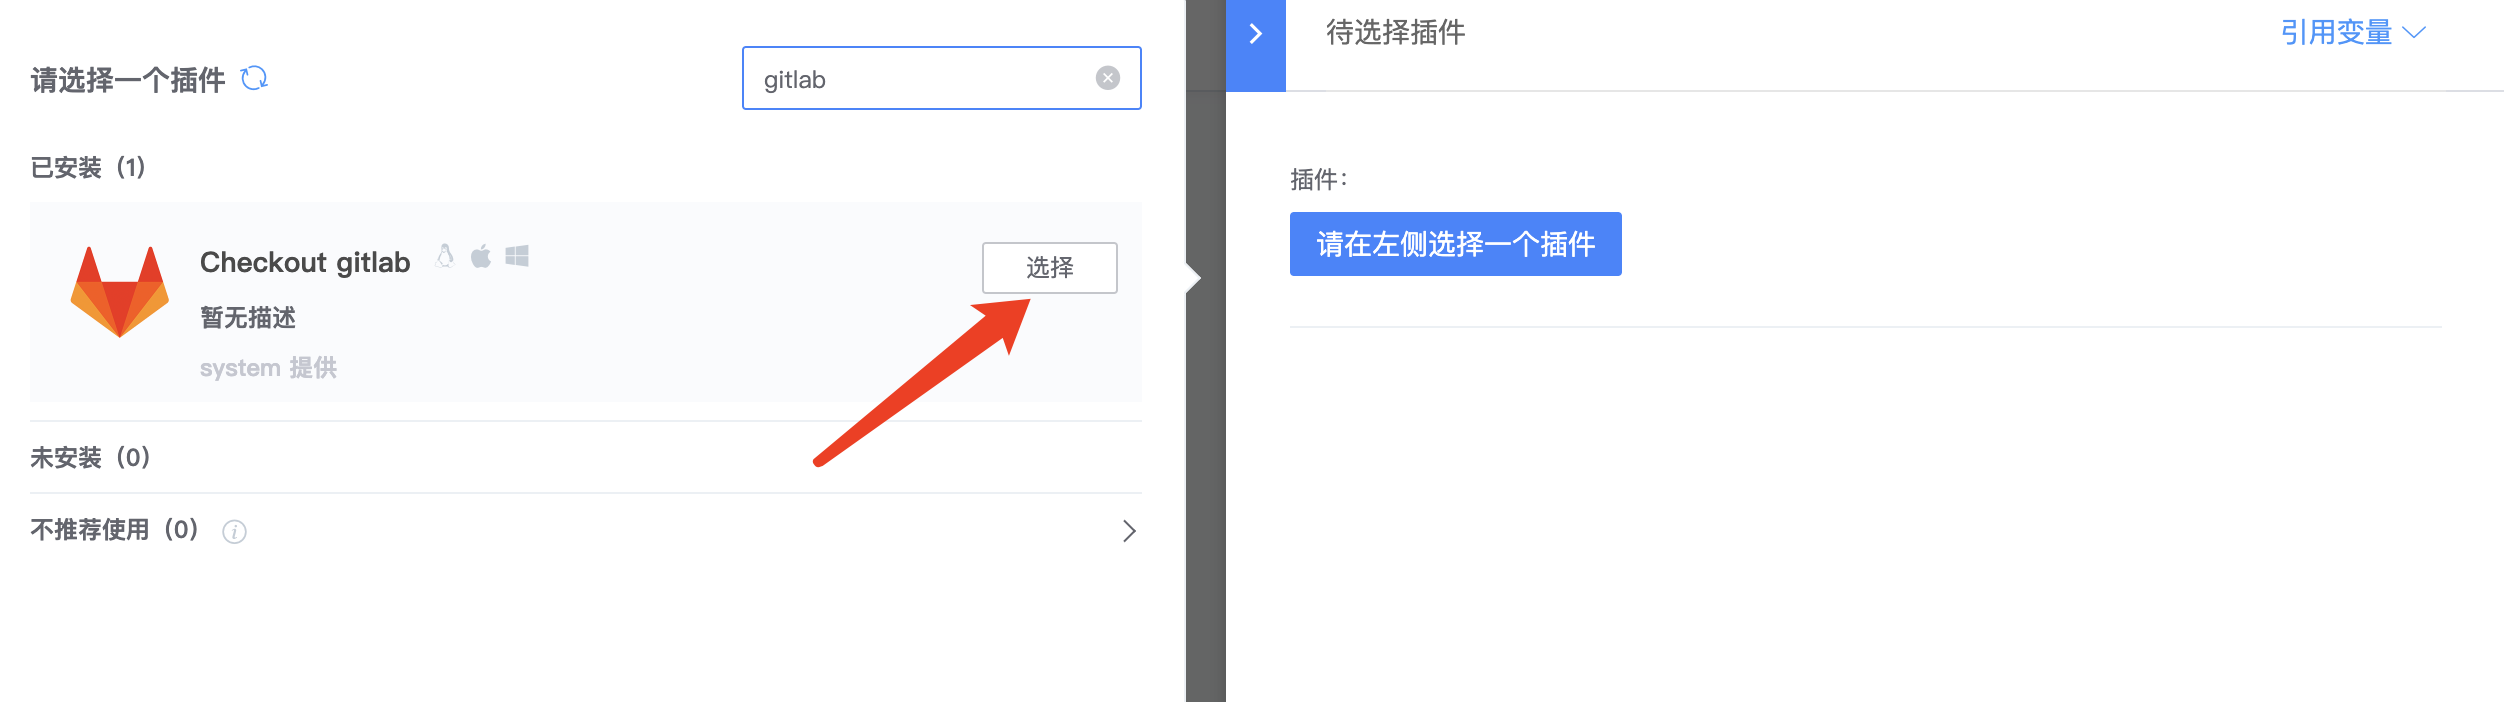 请选择一个插件
gitlab
已安装（1）
Checkout gitlab
选择
暂无描述
system 提供
未安装（0）
不推荐使用（0）
待选择插件
引用变量
插件：
请在左侧选择一个插件